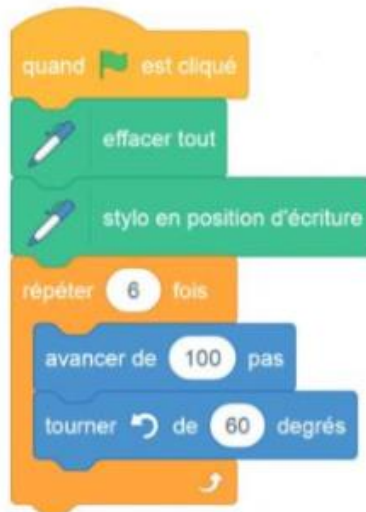 quand est cliqué
effacer tout
stylo en position d'écriture
répéter 6 fois
avancer de 100 pas
tourner de 60 degrés